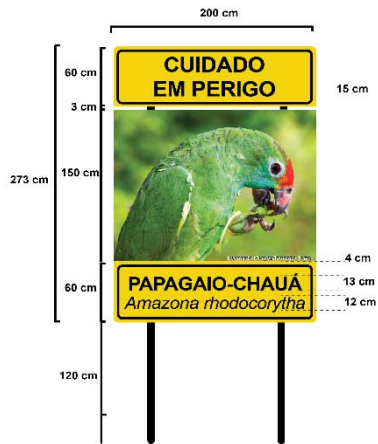 200 cm
60 cm
CUIDADO
EM PERIGO
15 cm
3 cm
273 cm
150 cm
4 cm
60 cm
PAPAGAIO-CHAUÁ
13 cm
Amazona rhodocorytha
12 cm
120 cm